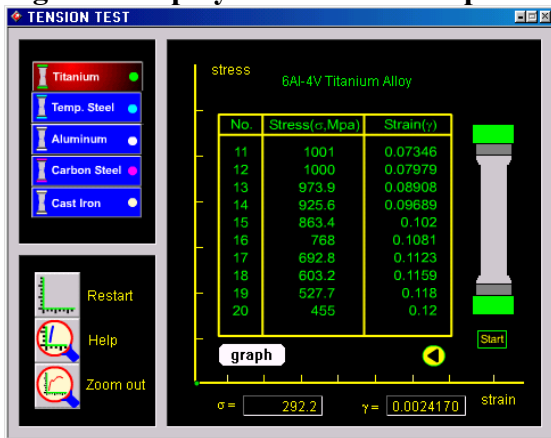 TENSION TEST
Titanium
Temp. Steel
Aluminum
Carbon Steel
Cast Iron
Restart
Help
Zoom out
stress
6Al-4V Titanium Alloy
No. Stress(σ,Mpa) Strain(γ)
11 1001 0.07346
12 1000 0.07979
13 973.9 0.08908
14 925.6 0.09689
15 863.4 0.102
16 768 0.1081
17 692.8 0.1123
18 603.2 0.1159
19 527.7 0.118
20 455 0.12
graph
Start
σ = 292.2 γ = 0.0024170 strain